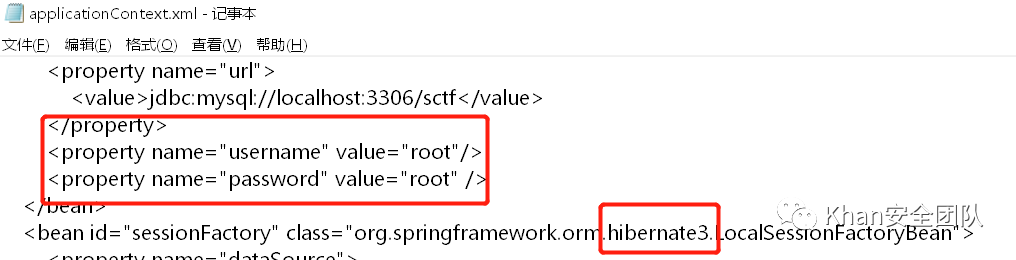 applicationContext.xml - 记事本
文件(F) 编辑(E) 格式(O) 查看(V) 帮助(H)
<property name="url">
<value>jdbc:mysql://localhost:3306/sctf</value>
</property>
<property name="username" value="root"/>
<property name="password" value="root" />
</bean>
<bean id="sessionFactory" class="org.springframework.orm.hibernate3.LocalSessionFactoryBean">
<property name="dataSource">
Khan安全团队